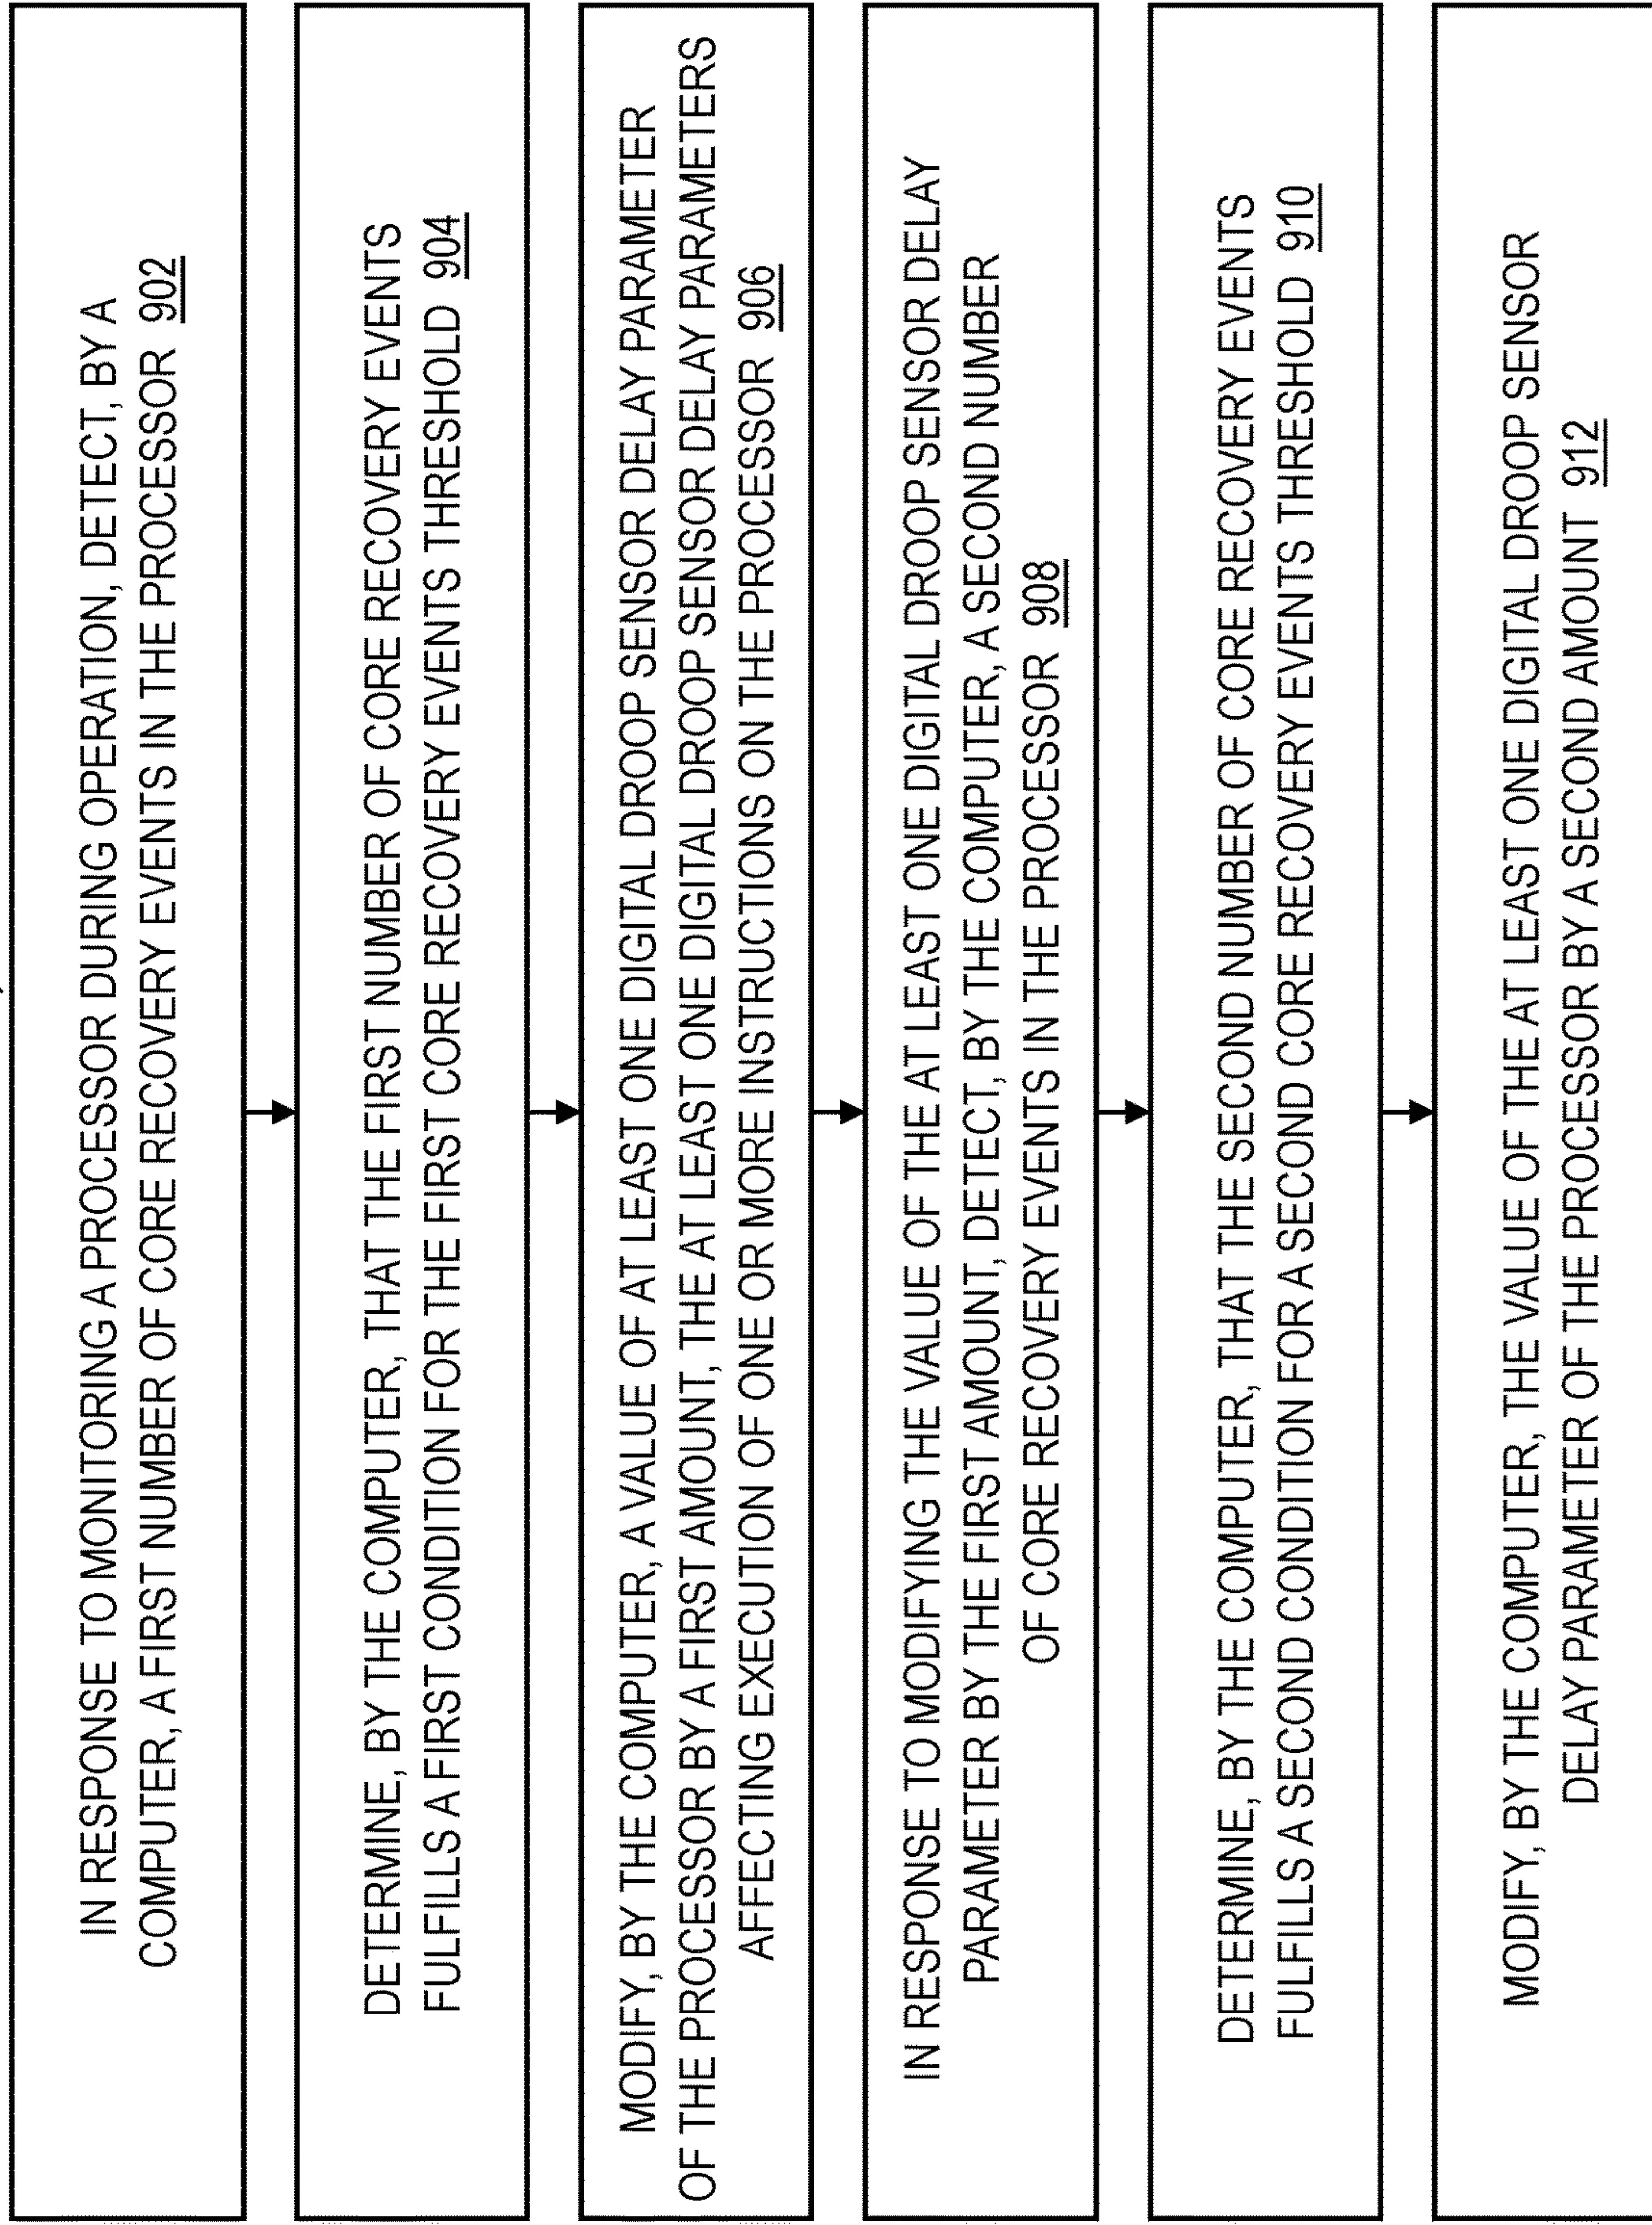 IN RESPONSE TO MONITORING A PROCESSOR DURING OPERATION, DETECT, BY A
COMPUTER, A FIRST NUMBER OF CORE RECOVERY EVENTS IN THE PROCESSOR 902
DETERMINE, BY THE COMPUTER, THAT THE FIRST NUMBER OF CORE RECOVERY EVENTS
FULFILLS A FIRST CONDITION FOR THE FIRST CORE RECOVERY EVENTS THRESHOLD 904
MODIFY, BY THE COMPUTER, A VALUE OF AT LEAST ONE DIGITAL DROOP SENSOR DELAY PARAMETER
OF THE PROCESSOR BY A FIRST AMOUNT, THE AT LEAST ONE DIGITAL DROOP SENSOR DELAY PARAMETERS
AFFECTING EXECUTION OF ONE OR MORE INSTRUCTIONS ON THE PROCESSOR 906
IN RESPONSE TO MODIFYING THE VALUE OF THE AT LEAST ONE DIGITAL DROOP SENSOR DELAY
PARAMETER BY THE FIRST AMOUNT, DETECT, BY THE COMPUTER, A SECOND NUMBER
OF CORE RECOVERY EVENTS IN THE PROCESSOR 908
DETERMINE, BY THE COMPUTER, THAT THE SECOND NUMBER OF CORE RECOVERY EVENTS
FULFILLS A SECOND CONDITION FOR A SECOND CORE RECOVERY EVENTS THRESHOLD 910
MODIFY, BY THE COMPUTER, THE VALUE OF THE AT LEAST ONE DIGITAL DROOP SENSOR
DELAY PARAMETER OF THE PROCESSOR BY A SECOND AMOUNT 912